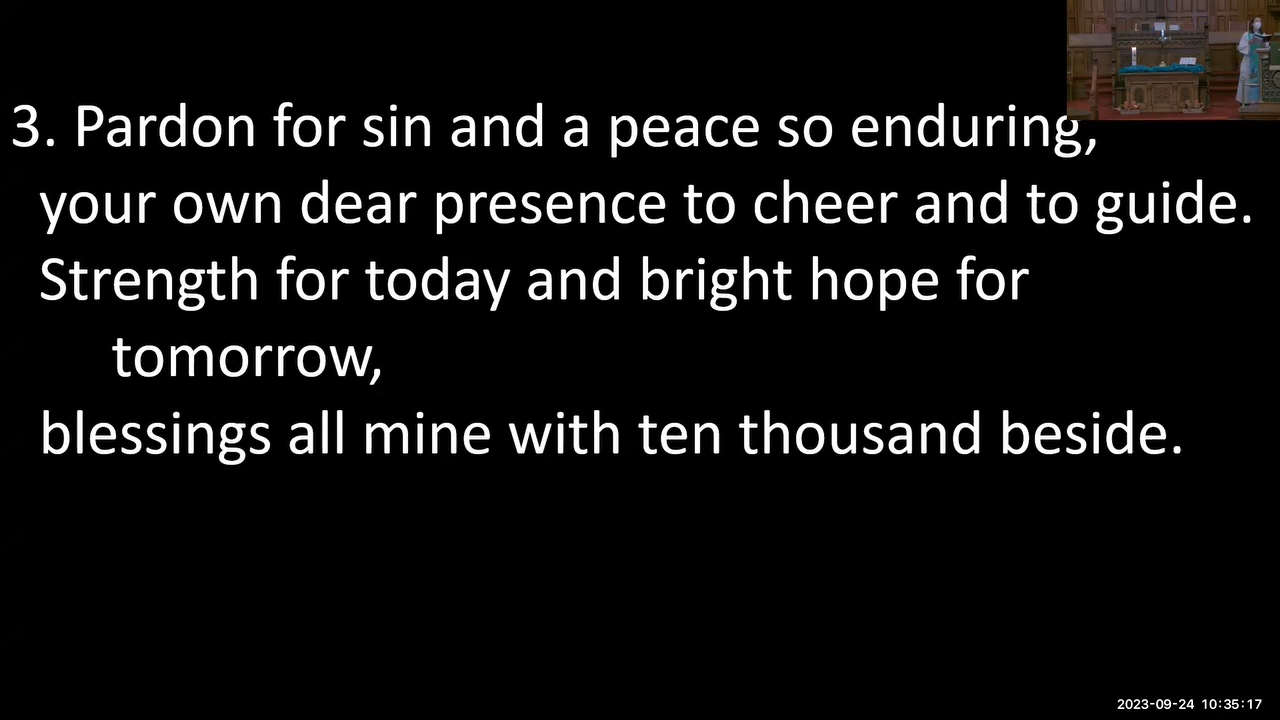 3. Pardon for sin and a peace so enduring,
your own dear presence to cheer and to guide.
Strength for today and bright hope for
tomorrow,
blessings all mine with ten thousand beside.
2023-09-24 10:35:17